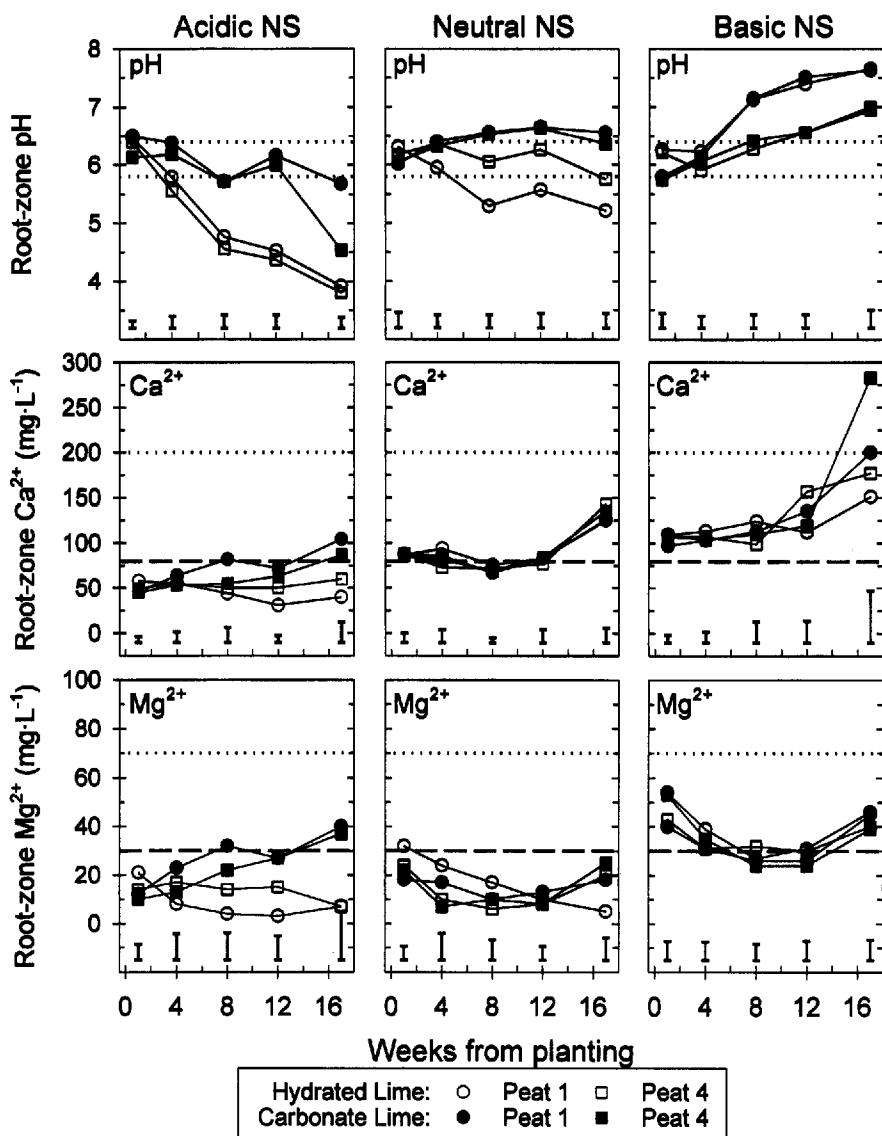 Acidic NS Neutral NS Basic NS
pH pH pH
8
7
6
5
4
Root-zone pH
Ca²⁺ Ca²⁺ Ca²⁺
300
250
200
150
100
50
0
Root-zone Ca²⁺ (mg·L⁻¹)
Mg²⁺ Mg²⁺ Mg²⁺
100
80
60
40
20
0
Root-zone Mg²⁺ (mg·L⁻¹)
0 4 8 12 16 0 4 8 12 16 0 4 8 12 16
Weeks from planting
Hydrated Lime: Peat 1 Peat 4
Carbonate Lime: Peat 1 Peat 4